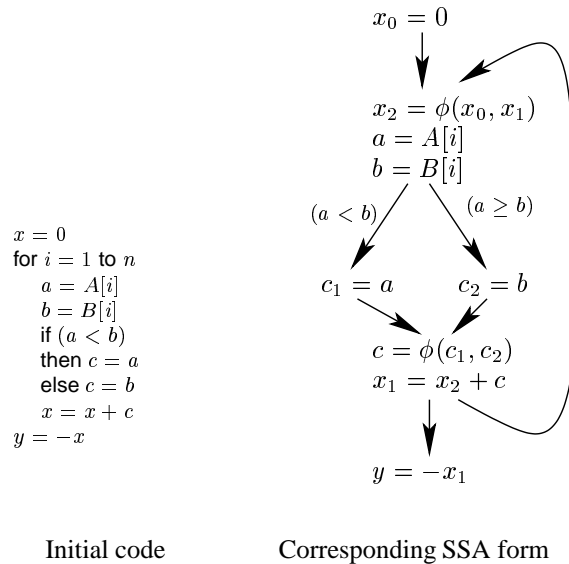 x = 0
for i = 1 to n
a = A[i]
b = B[i]
if (a < b)
then c = a
else c = b
x = x + c
y = −x
Initial code
x₀ = 0
x₂ = ϕ(x₀, x₁)
a = A[i]
b = B[i]
(a < b) (a ≥ b)
c₁ = a c₂ = b
c = ϕ(c₁, c₂)
x₁ = x₂ + c
y = −x₁
Corresponding SSA form